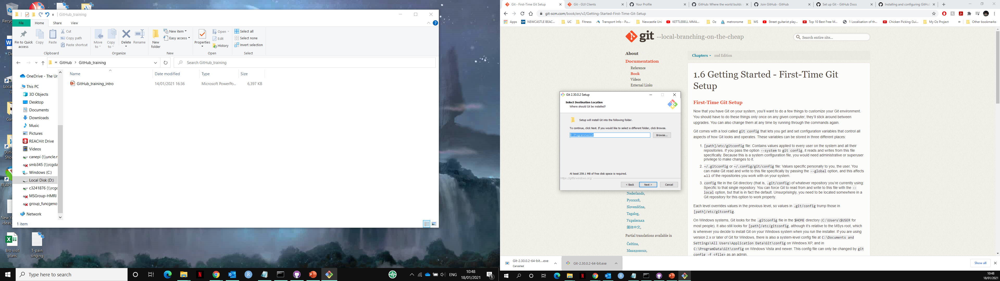 GitHub_training
File
Home
Share
View
Pin to Quick access
Copy
Paste
Cut
Copy path
Paste shortcut
Clipboard
Move to
Copy to
Delete
Rename
Organize
New folder
New item
Easy access
New
Properties
Open
Edit
History
Open
Select all
Select none
Invert selection
Select
« GitHub > GitHub_training
Search GitHub_training
Name
Date modified
Type
Size
GitHub_training_intro
14/01/2021 16:36
Microsoft PowerPo...
6,397 KB
OneDrive - The Ur
This PC
3D Objects
Desktop
Documents
Downloads
Music
Pictures
REACHit Drive
Videos
canepi (\\uncle.n
smb345 (\\rcgda
Windows (C:)
Local Disk (D:)
c3241876 (\\rcgc
MSGroup-HMRI
group_funcgeno
Network
1 item
Bro visit plans
T-pain singing
Type here to search
ENG
10:48
18/01/2021
Git - First-Time Git Setup
Git - GUI Clients
Your Profile
GitHub: Where the world builds
Join GitHub · GitHub
Set up Git - GitHub Docs
Installing and configuring GitHu
git-scm.com/book/en/v2/Getting-Started-First-Time-Git-Setup
Apps
NEWCASTLE BEAC...
UC
Fitness
Transport Info - Pu...
Newcastle Uni
KETTLEBELL MMA...
Oz
metronome
MS
Street guitarist play...
Top 10 Best Free M...
1 Localisation of th...
Chicken Picking Gui...
My Oz Project
»
Other bookmarks
git --local-branching-on-the-cheap
Search entire site...
About
Documentation
Reference
Book
Videos
External Links
Chapters
2nd Edition
1.6 Getting Started - First-Time Git
Setup
First-Time Git Setup
Now that you have Git on your system, you'll want to do a few things to customize your Git environment.
You should have to do these things only once on any given computer; they'll stick around between
upgrades. You can also change them at any time by running through the commands again.
Git comes with a tool called git config that lets you get and set configuration variables that control all
aspects of how Git looks and operates. These variables can be stored in three different places:
1. [path]/etc/gitconfig file: Contains values applied to every user on the system and all their
repositories. If you pass the option --system to git config, it reads and writes from this file
specifically. Because this is a system configuration file, you would need administrative or superuser
privilege to make changes to it.
2. ~/.gitconfig or ~/.config/git/config file: Values specific personally to you, the user. You
can make Git read and write to this file specifically by passing the --global option, and this affects
all of the repositories you work with on your system.
3. config file in the Git directory (that is, .git/config) of whatever repository you're currently using:
Specific to that single repository. You can force Git to read from and write to this file with the --
local option, but that is in fact the default. Unsurprisingly, you need to be located somewhere in a
Git repository for this option to work properly.
Each level overrides values in the previous level, so values in .git/config trump those in
[path]/etc/gitconfig.
On Windows systems, Git looks for the .gitconfig file in the $HOME directory (C:\Users\$USER for
most people). It also still looks for [path]/etc/gitconfig, although it's relative to the MSys root, which
is wherever you decide to install Git on your Windows system when you run the installer. If you are using
version 2.x or later of Git for Windows, there is also a system-level config file at C:\Documents and
Settings\All Users\Application Data\Git\config on Windows XP, and in
C:\ProgramData\Git\config on Windows Vista and newer. This config file can only be changed by git
config -f <file> as an admin.
Git 2.30.0.2 Setup
Select Destination Location
Where should Git be installed?
Setup will install Git into the following folder.
To continue, click Next. If you would like to select a different folder, click Browse.
D:\Programmes\Git
Browse...
At least 259.1 MB of free disk space is required.
https://gitforwindows.org/
< Back
Next >
Cancel
Nederlands,
Русский,
Slovenščina,
Tagalog,
Українська
简体中文,
Partial translations available in
Čeština,
Македонски,
Git-2.30.0.2-64-bit....exe
Cancelled
Git-2.30.0.2-64-bit.exe
Show all
10:48
18/01/2021